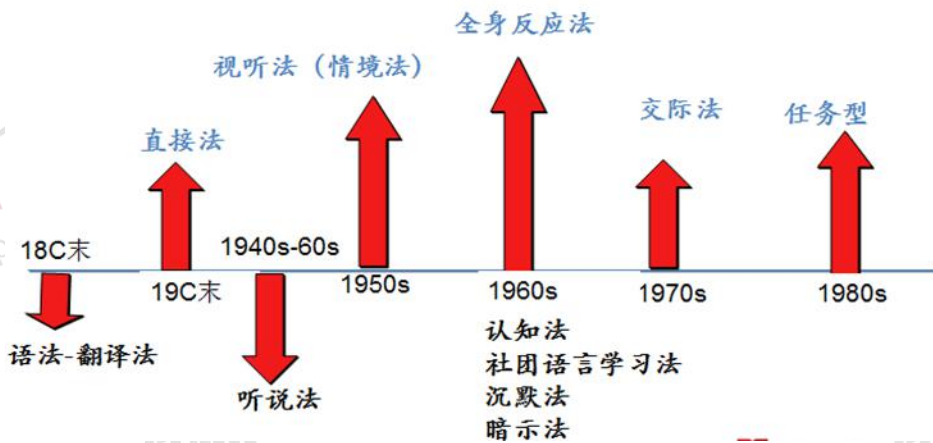 全身反应法
视听法（情境法）
交际法
任务型
直接法
18C末
1940s-60s
19C末
1950s
1960s
1970s
1980s
语法-翻译法
听说法
认知法
社团语言学习法
沉默法
暗示法